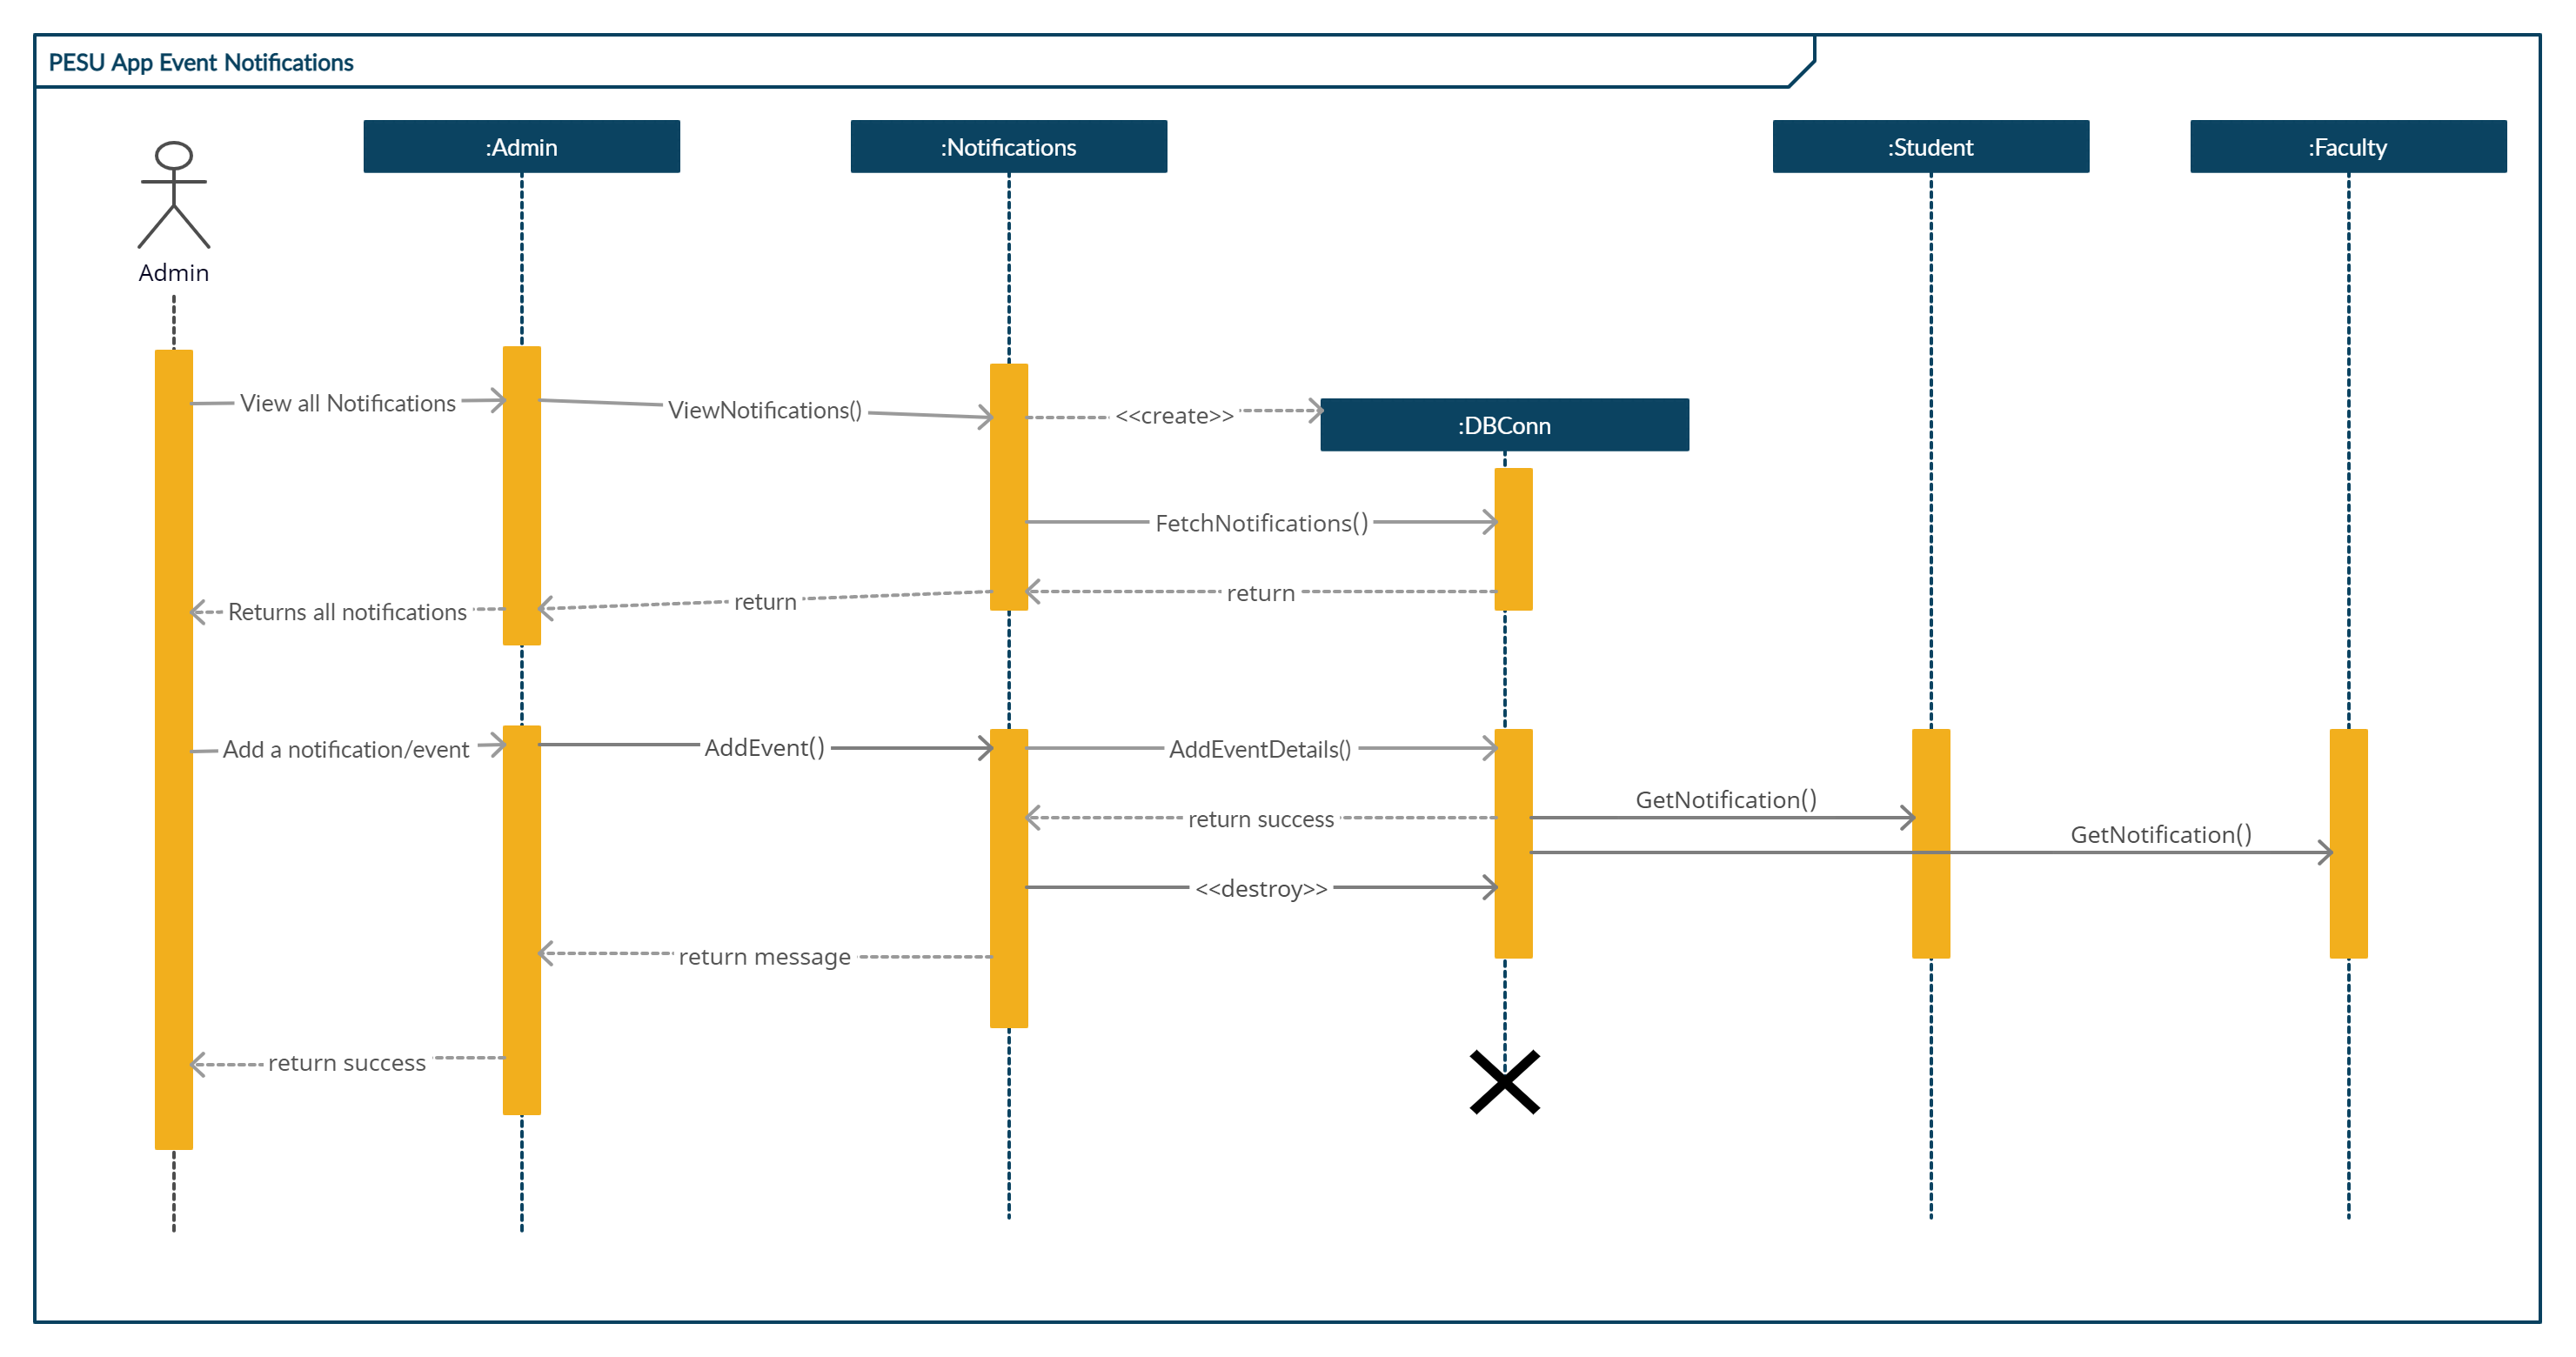 PESU App Event Notifications
:Admin
:Notifications
:Student
:Faculty
Admin
View all Notifications
ViewNotifications()
<<create>>
:DBConn
FetchNotifications()
return
return
Returns all notifications
Add a notification/event
AddEvent()
AddEventDetails()
GetNotification()
return success
GetNotification()
<<destroy>>
return message
return success